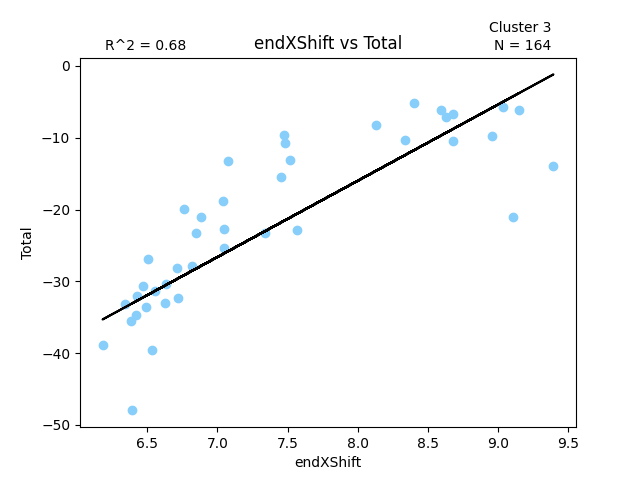 Cluster 3
R^2 = 0.68
endXShift vs Total
N = 164
0
−10
−20
−30
−40
−50
Total
6.5
7.0
7.5
8.0
8.5
9.0
9.5
endXShift